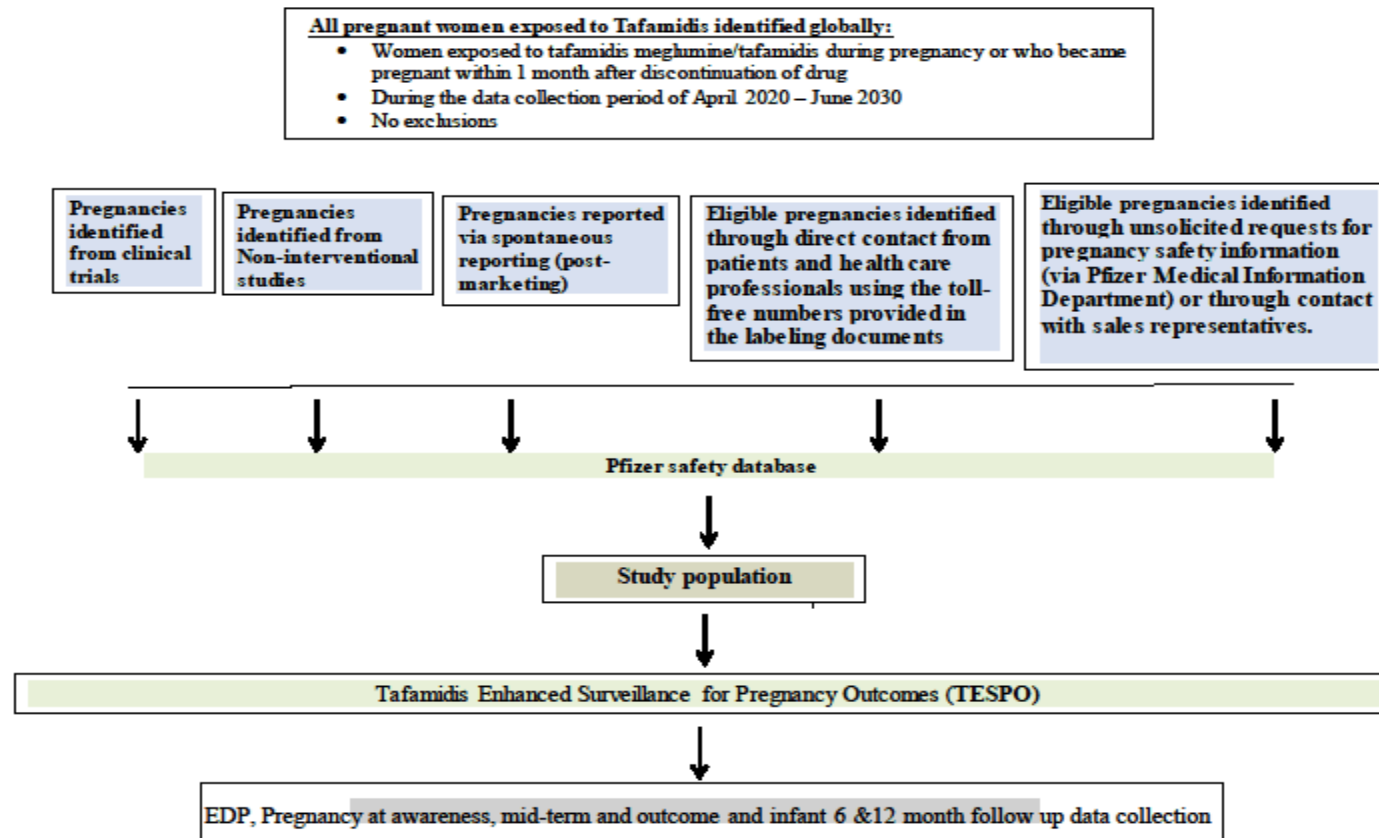 All pregnant women exposed to Tafamidis identified globally:
• Women exposed to tafamidis meglumine/tafamidis during pregnancy or who became
pregnant within 1 month after discontinuation of drug
• During the data collection period of April 2020 – June 2030
• No exclusions
Pregnancies
identified
from clinical
trials
Pregnancies
identified from
Non-interventional
studies
Pregnancies reported
via spontaneous
reporting (post-
marketing)
Eligible pregnancies identified
through direct contact from
patients and health care
professionals using the toll-
free numbers provided in
the labeling documents
Eligible pregnancies identified
through unsolicited requests for
pregnancy safety information
(via Pfizer Medical Information
Department) or through contact
with sales representatives.
Pfizer safety database
Study population
Tafamidis Enhanced Surveillance for Pregnancy Outcomes (TESPO)
EDP, Pregnancy at awareness, mid-term and outcome and infant 6 &12 month follow up data collection